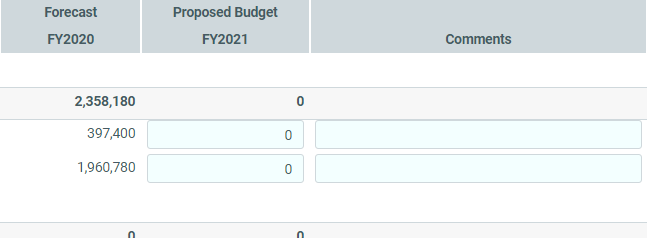 Forecast Proposed Budget
FY2020 FY2021 Comments
2,358,180 0
397,400 0
1,960,780 0
0 0